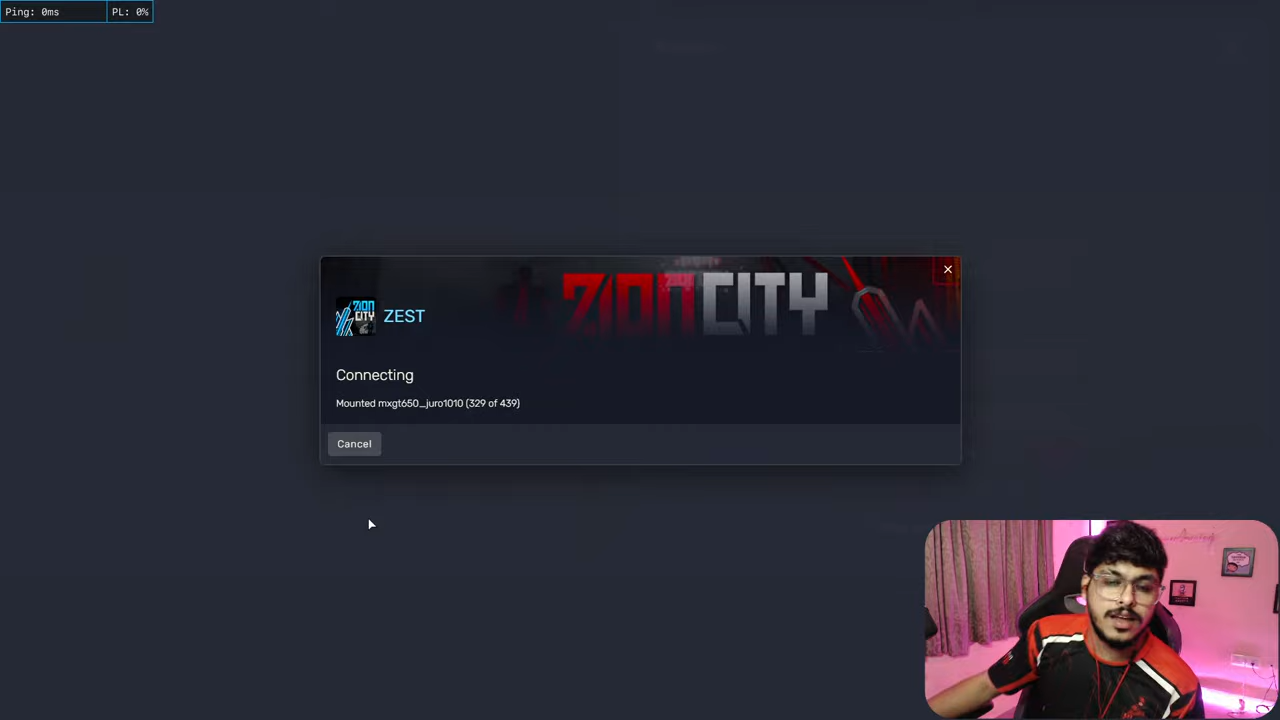 Ping: 0ms PL: 0%
ZION CITY
ZION CITY
ZEST
Connecting
Mounted mxgt650_juro1010 (329 of 439)
Cancel